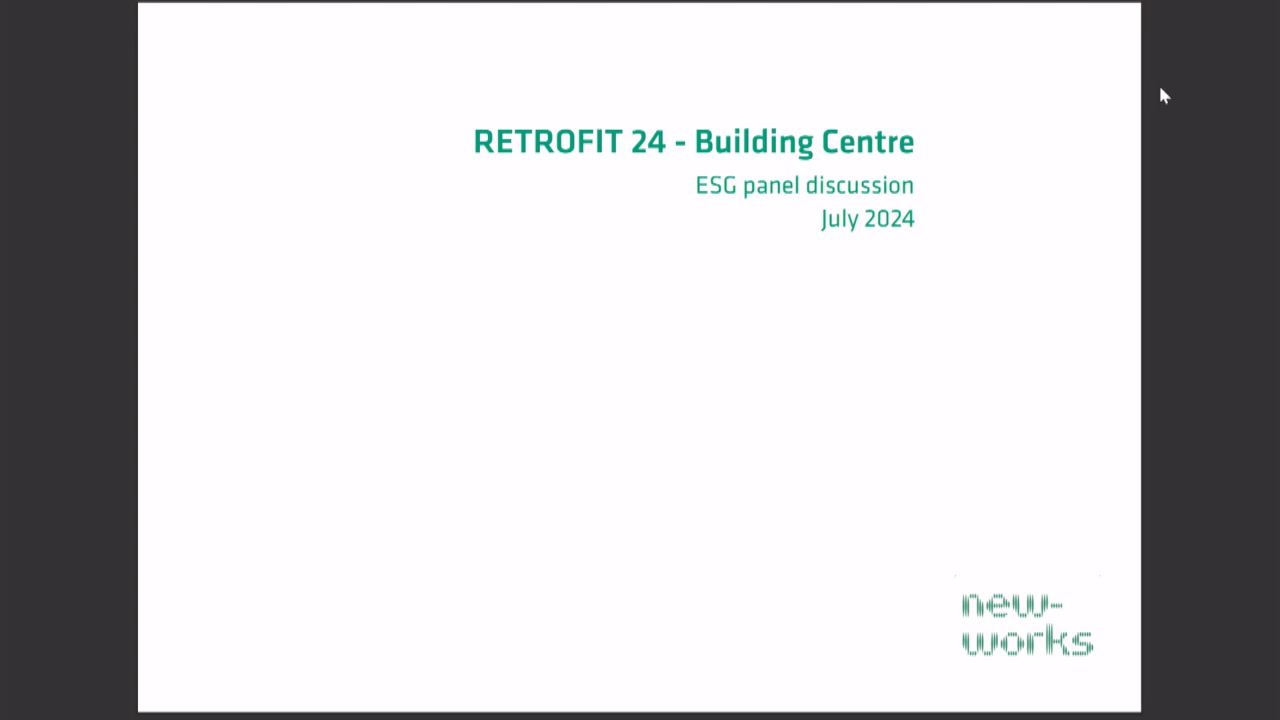 RETROFIT 24 - Building Centre
ESG panel discussion
July 2024
new-
works